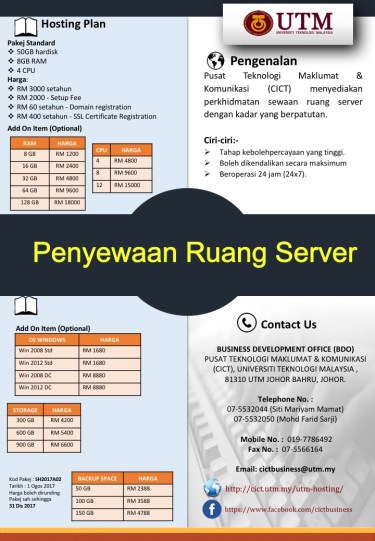 Hosting Plan
Pakej Standard
❖ 50GB hardisk
❖ 8GB RAM
❖ 4 CPU
Harga:
❖ RM 3000 setahun
❖ RM 2000 - Setup Fee
❖ RM 60 setahun - Domain registration
❖ RM 400 setahun - SSL Certificate Registration
Add On Item (Optional)
RAM HARGA
8 GB RM 1200
16 GB RM 2400
32 GB RM 4800
64 GB RM 9600
128 GB RM 18000
CPU HARGA
4 RM 4800
8 RM 9600
12 RM 15000
UTM
UNIVERSITI TEKNOLOGI MALAYSIA
Pengenalan
Pusat Teknologi Maklumat &
Komunikasi (CICT) menyediakan
perkhidmatan sewaan ruang server
dengan kadar yang berpatutan.
Ciri-ciri:-
➢ Tahap kebolehpercayaan yang tinggi.
➢ Boleh dikendalikan secara maksimum
➢ Beroperasi 24 jam (24x7).
Penyewaan Ruang Server
Add On Item (Optional)
OS WINDOWS HARGA
Win 2008 Std RM 1680
Win 2012 Std RM 1680
Win 2008 DC RM 8880
Win 2012 DC RM 8880
STORAGE HARGA
300 GB RM 4200
600 GB RM 5400
900 GB RM 6600
Kod Pakej : SH2017A02
Tarikh : 1 Ogos 2017
Harga boleh dirunding
Pakej sah sehingga
31 Dis 2017
BACKUP SPACE HARGA
50 GB RM 2388
100 GB RM 3588
150 GB RM 4788
Contact Us
BUSINESS DEVELOPMENT OFFICE (BDO)
PUSAT TEKNOLOGI MAKLUMAT & KOMUNIKASI
(CICT), UNIVERSITI TEKNOLOGI MALAYSIA ,
81310 UTM JOHOR BAHRU, JOHOR.
Telephone No. :
07-5532044 (Siti Mariyam Mamat)
07-5532050 (Mohd Farid Sarji)
Mobile No. : 019-7786492
Fax No. : 07-5566164
Email: cictbusiness@utm.my
http://cict.utm.my/utm-hosting/
https://www.facebook.com/cictbusiness